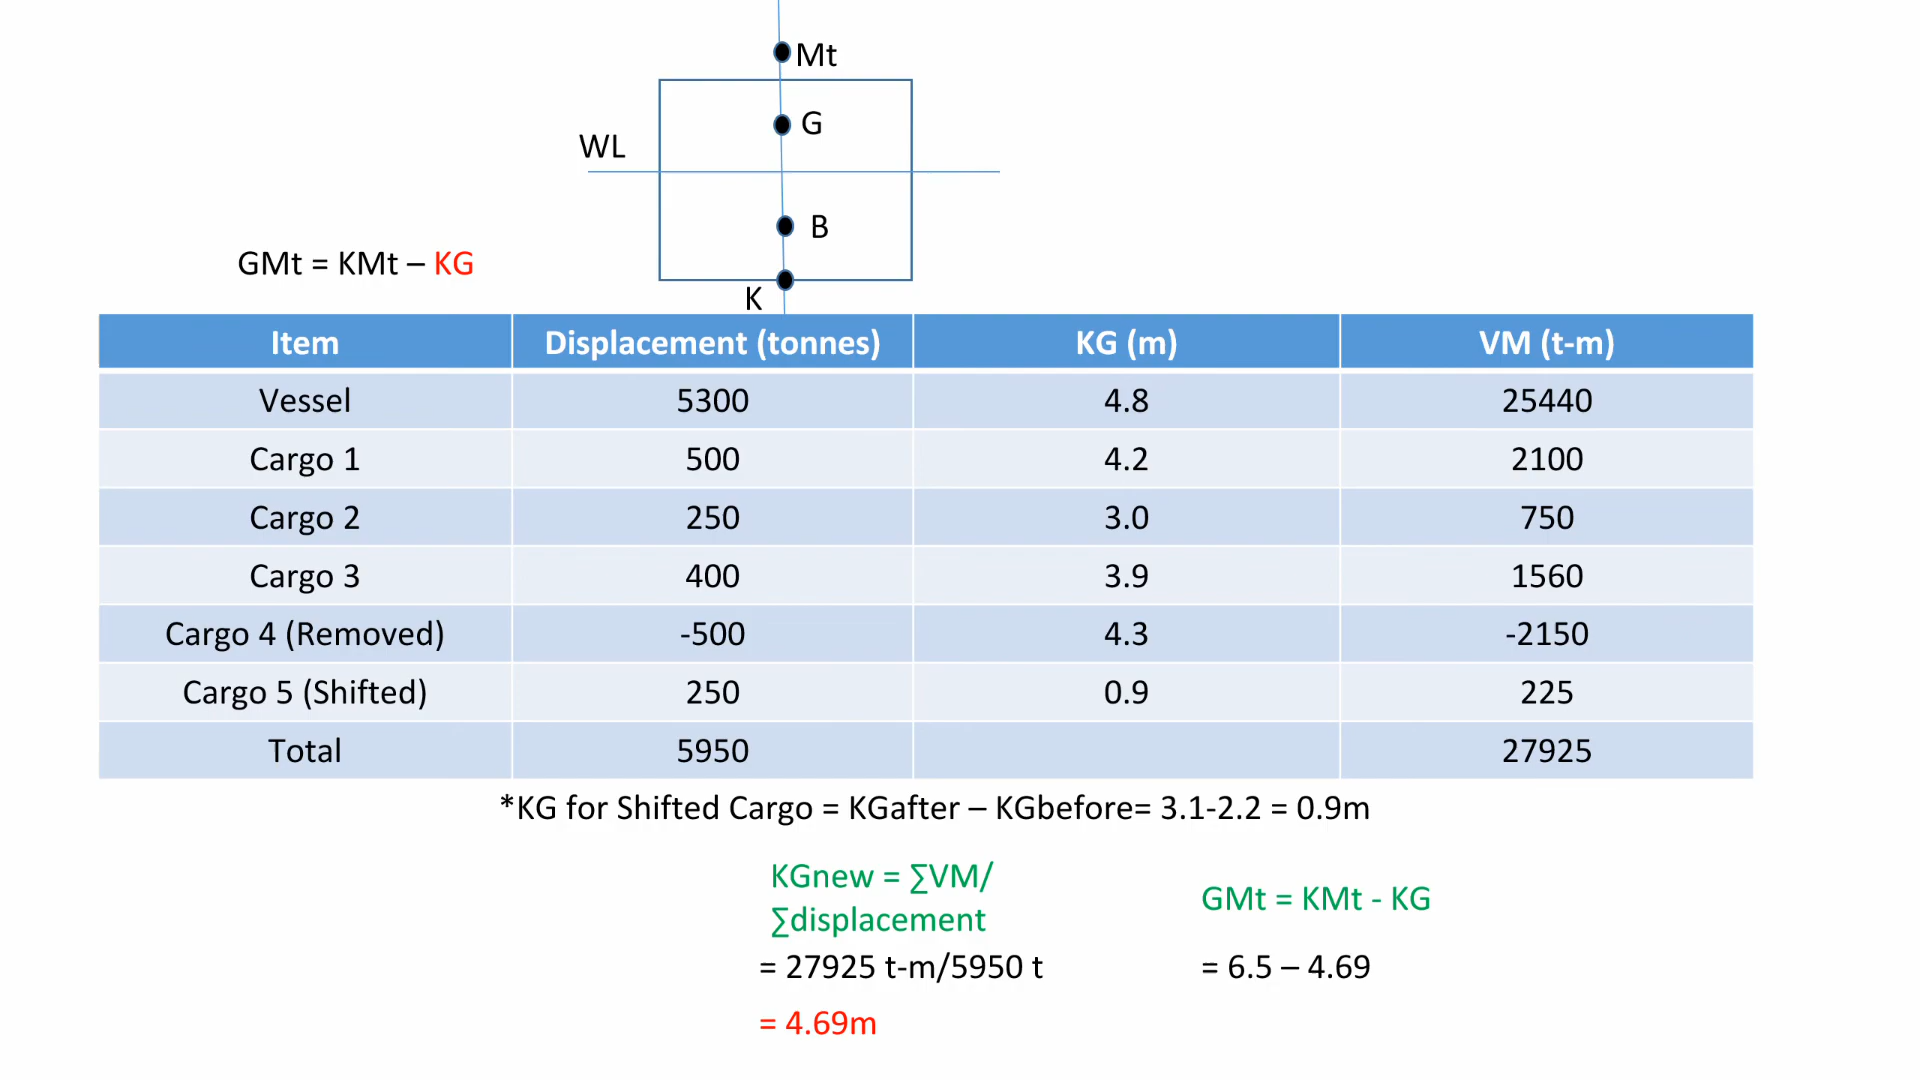 Mt
G
WL
B
GMt = KMt – KG
K
Item Displacement (tonnes) KG (m) VM (t-m)
Vessel 5300 4.8 25440
Cargo 1 500 4.2 2100
Cargo 2 250 3.0 750
Cargo 3 400 3.9 1560
Cargo 4 (Removed) -500 4.3 -2150
Cargo 5 (Shifted) 250 0.9 225
Total 5950 27925
*KG for Shifted Cargo = KGafter – KGbefore= 3.1-2.2 = 0.9m
KGnew = ∑VM/
∑displacement
= 27925 t-m/5950 t
= 4.69m
GMt = KMt - KG
= 6.5 – 4.69